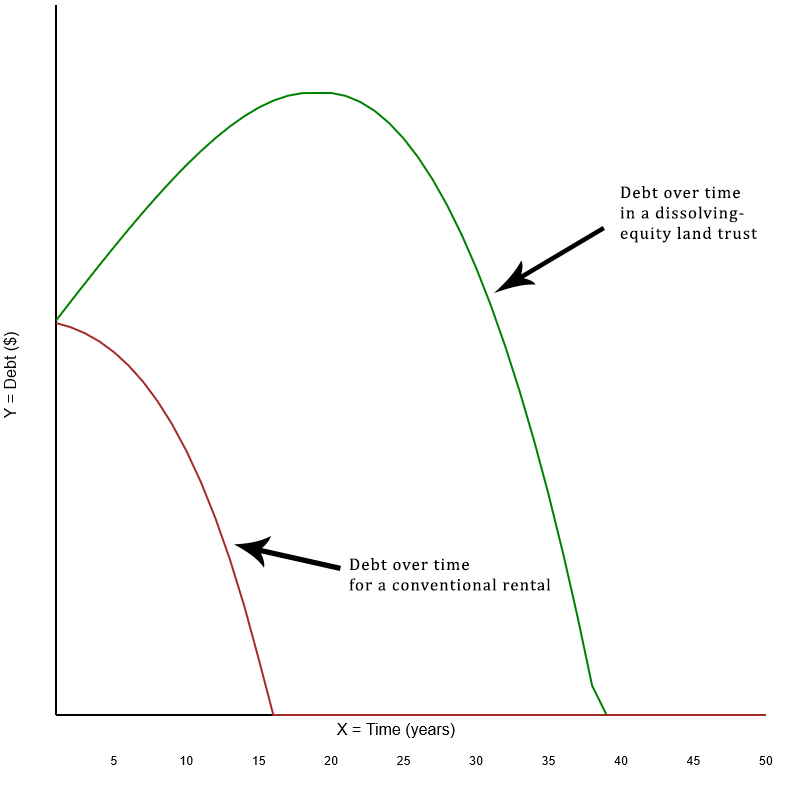 Debt over time
in a dissolving-
equity land trust
Y = Debt ($)
Debt over time
for a conventional rental
X = Time (years)
5 10 15 20 25 30 35 40 45 50